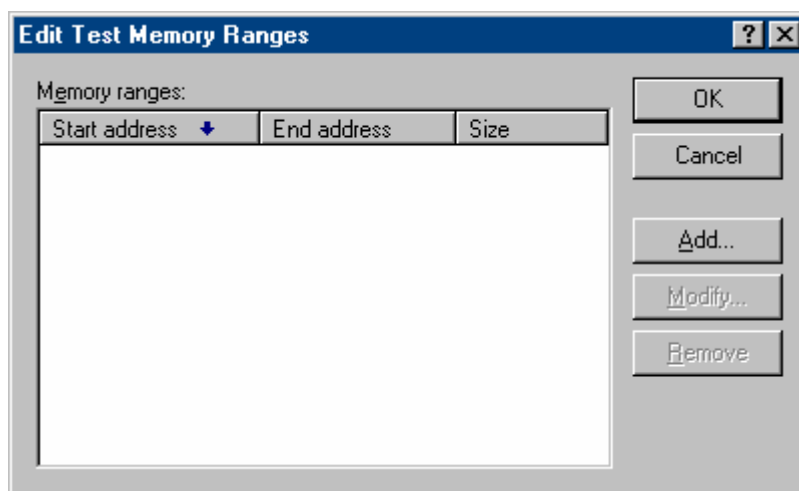 Edit Test Memory Ranges
Memory ranges:
Start address End address Size
OK
Cancel
Add...
Modify...
Remove